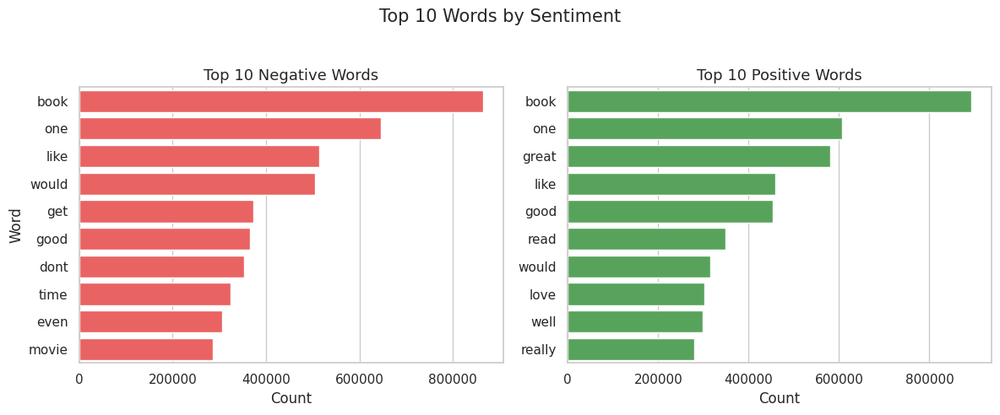 Top 10 Words by Sentiment
Top 10 Negative Words
Word
book
one
like
would
get
good
dont
time
even
movie
0 200000 400000 600000 800000
Count
Top 10 Positive Words
book
one
great
like
good
read
would
love
well
really
0 200000 400000 600000 800000
Count